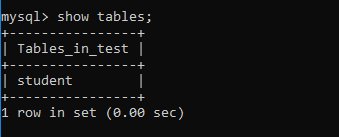 mysql> show tables;
+----------------+
| Tables_in_test |
+----------------+
| student        |
+----------------+
1 row in set (0.00 sec)